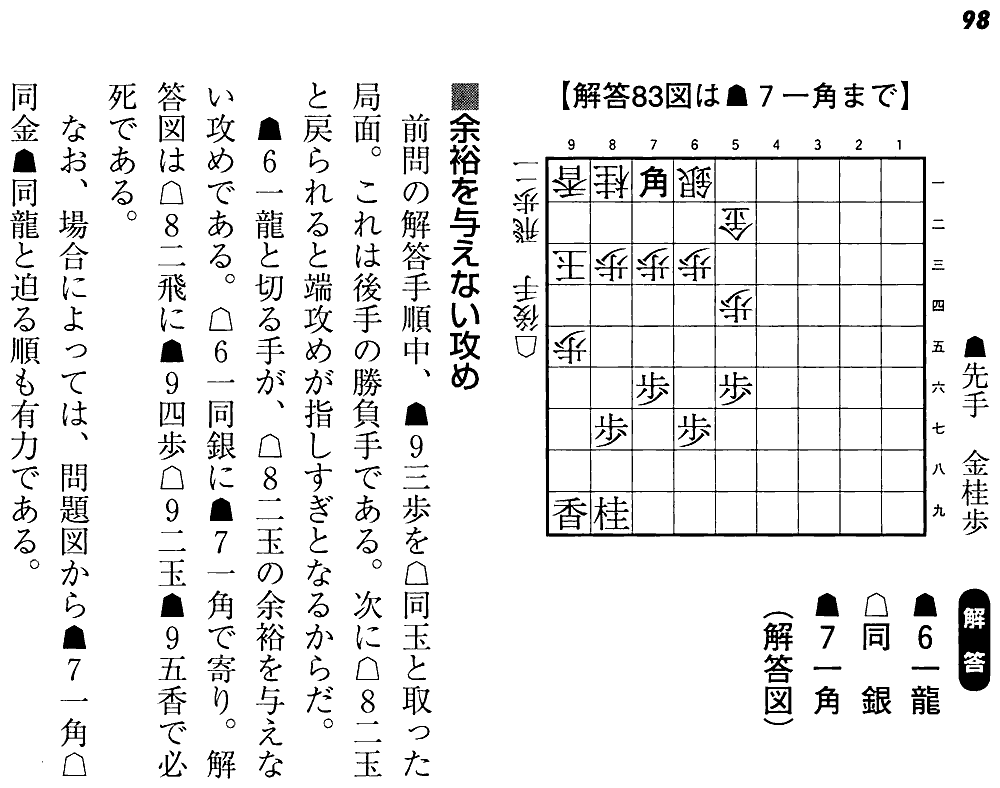 98
【解答83図は☗7一角まで】
9 8 7 6 5 4 3 2 1
香 桂 角 銀 一
金 二
王 歩 歩 歩 三
歩 四
歩 五
歩 歩 六
歩 歩 七
八
香 桂 九
☗先手 金桂歩
☖後手 飛歩二
解答
☗6一龍
☖同 銀
☗7一角
(解答図)
■余裕を与えない攻め
前問の解答手順中、☗9三歩を☖同玉と取った
局面。これは後手の勝負手である。次に☖8二玉
と戻られると端攻めが指しすぎとなるからだ。
☗6一龍と切る手が、☖8二玉の余裕を与えな
い攻めである。☖6一同銀に☗7一角で寄り。解
答図は☖8二飛に☗9四歩☖9二玉☗9五香で必
死である。
なお、場合によっては、問題図から☗7一角☖
同金☗同龍と迫る順も有力である。